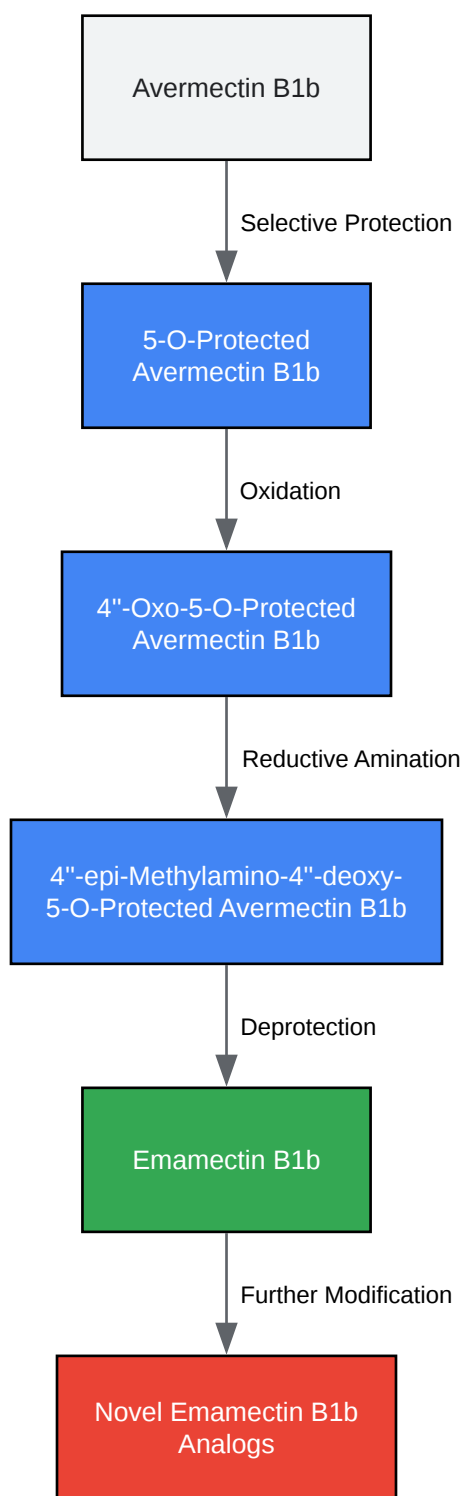 Avermectin B1b
Selective Protection
5-O-Protected
Avermectin B1b
Oxidation
4"-Oxo-5-O-Protected
Avermectin B1b
Reductive Amination
4"-epi-Methylamino-4"-deoxy-
5-O-Protected Avermectin B1b
Deprotection
Emamectin B1b
Further Modification
Novel Emamectin B1b
Analogs